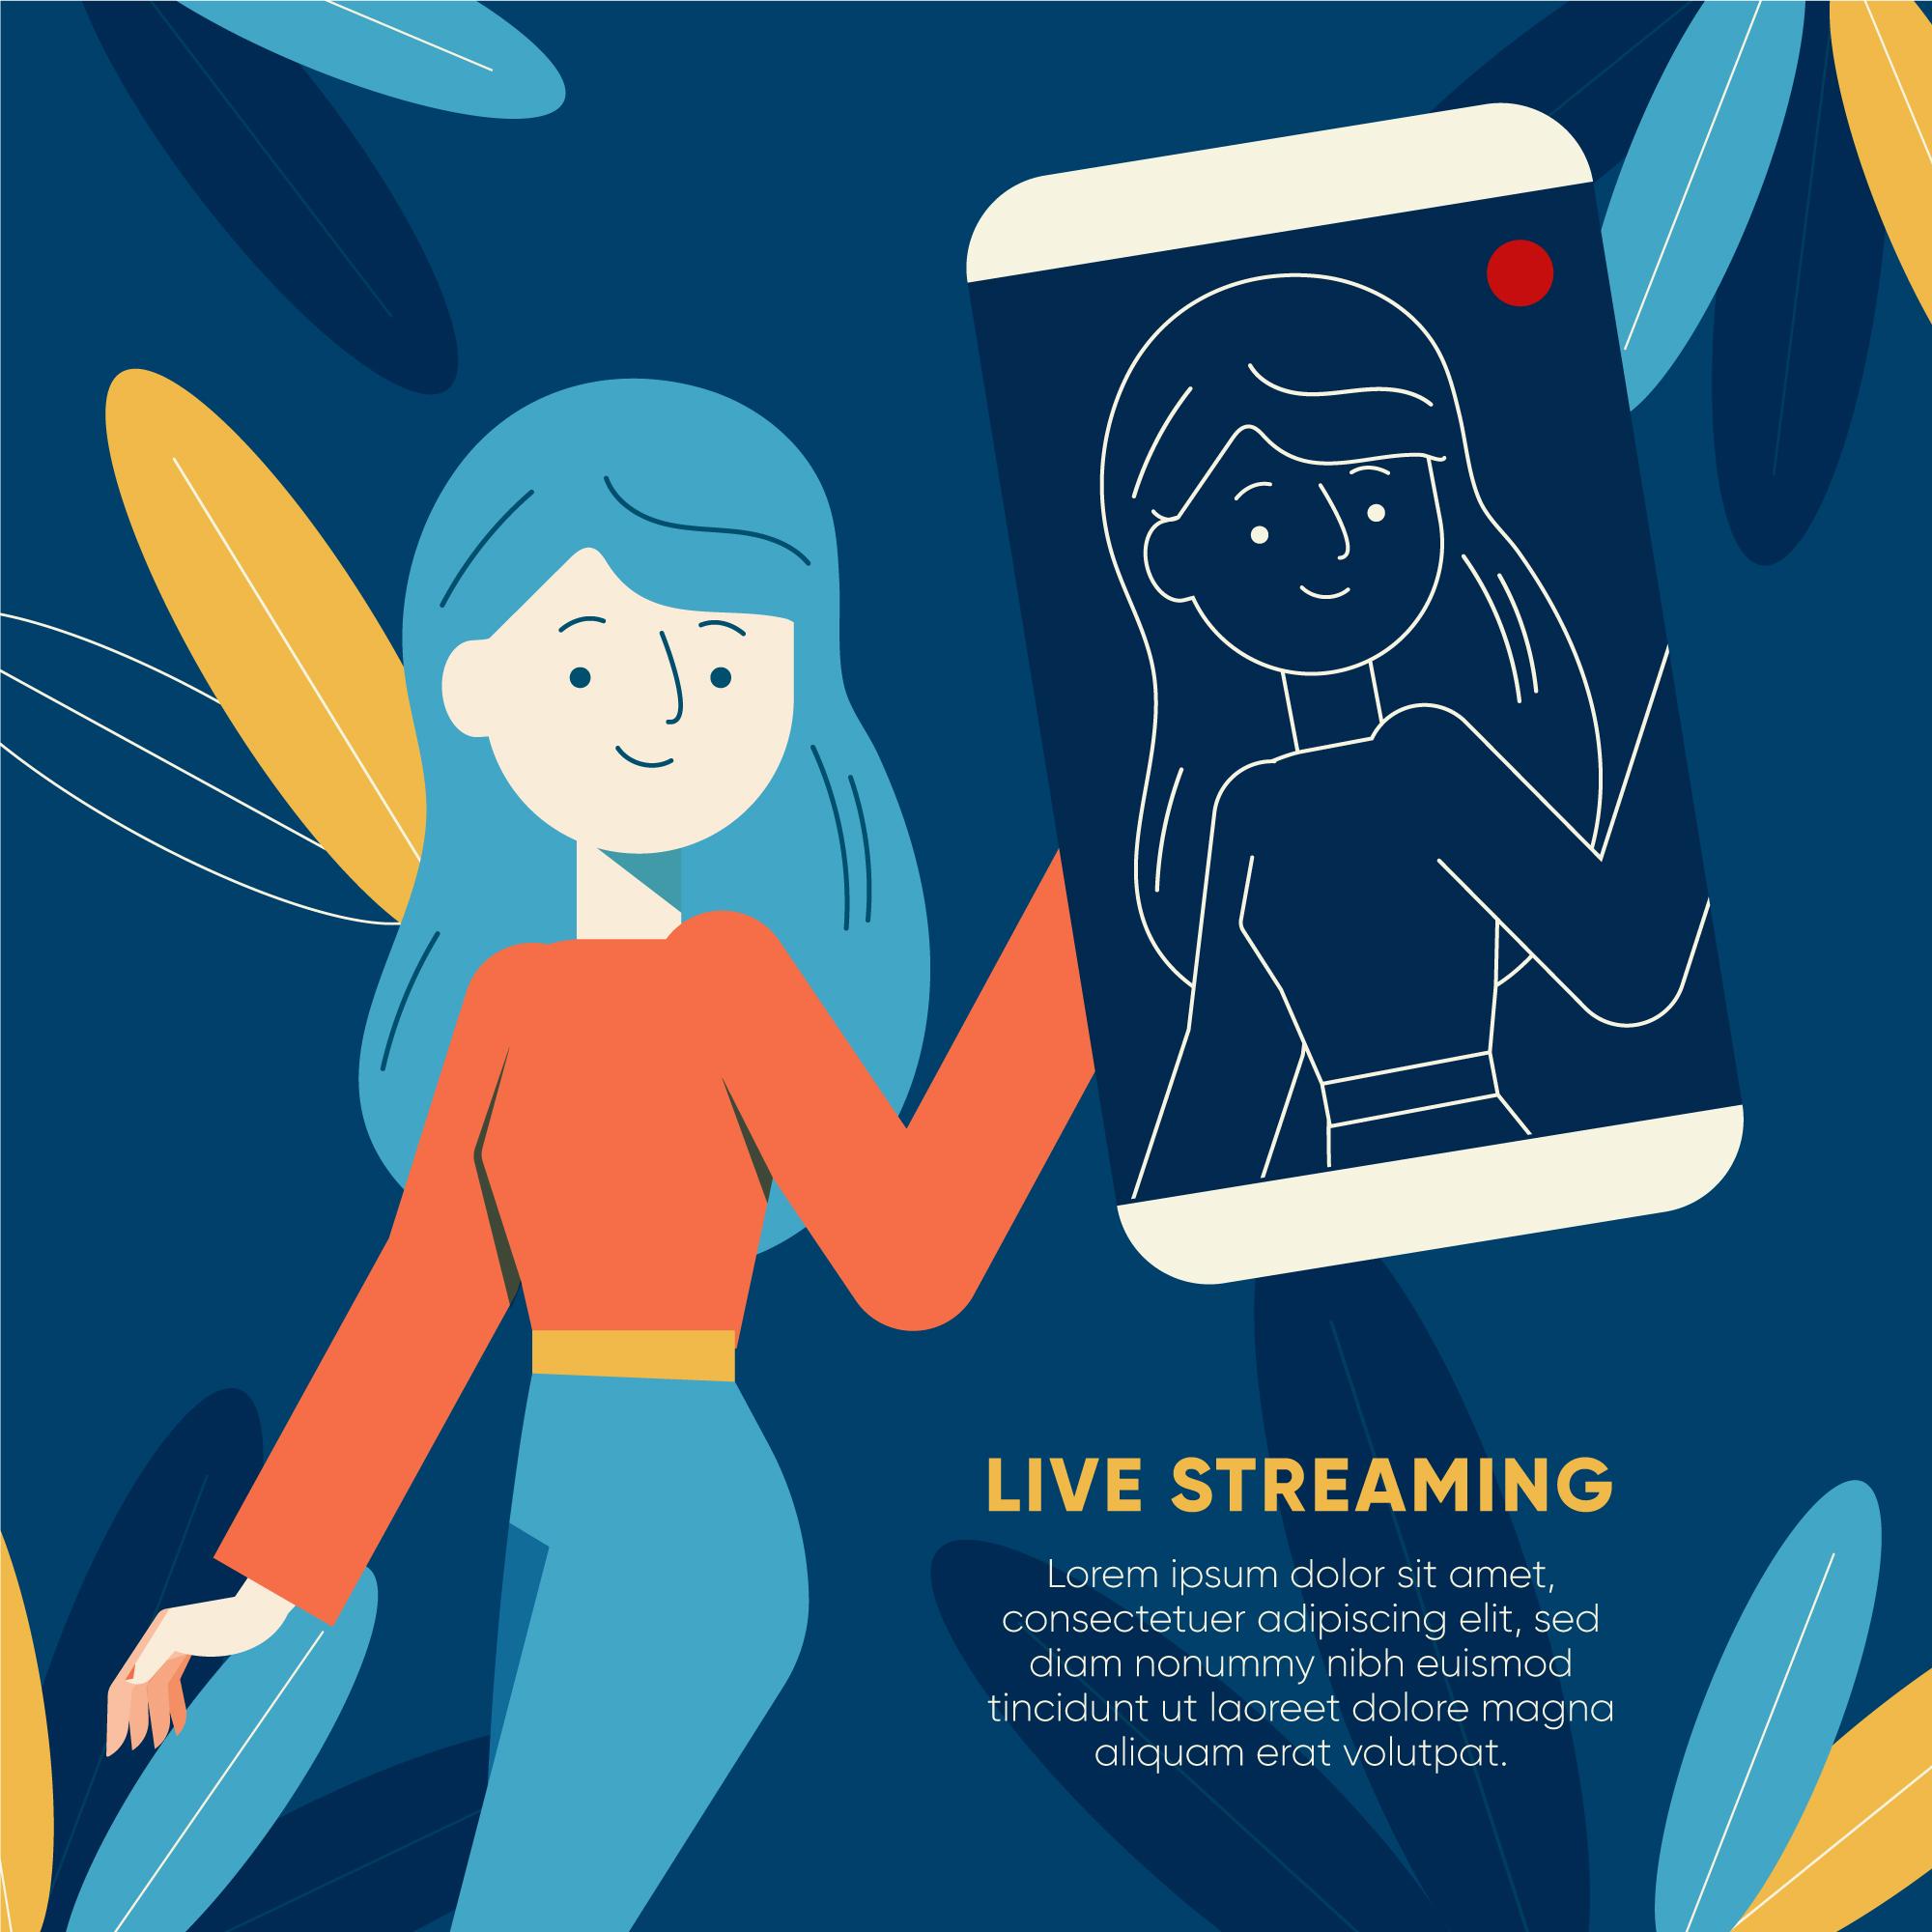 LIVE STREAMING
Lorem ipsum dolor sit amet,
consectetuer adipiscing elit, sed
diam nonummy nibh euismod
tincidunt ut laoreet dolore magna
aliquam erat volutpat.